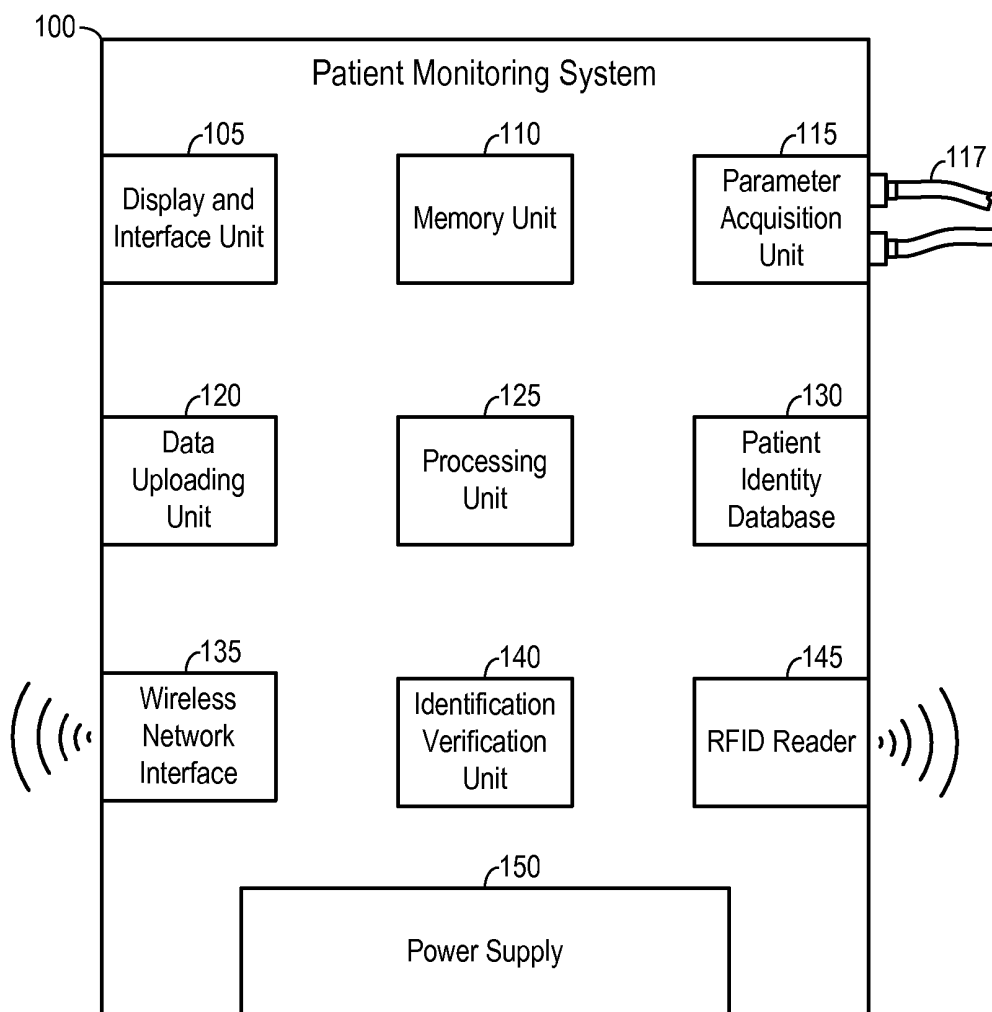 100
Patient Monitoring System
105
Display and
Interface Unit
110
Memory Unit
115
Parameter
Acquisition
Unit
117
120
Data
Uploading
Unit
125
Processing
Unit
130
Patient
Identity
Database
135
Wireless
Network
Interface
140
Identification
Verification
Unit
145
RFID Reader
150
Power Supply